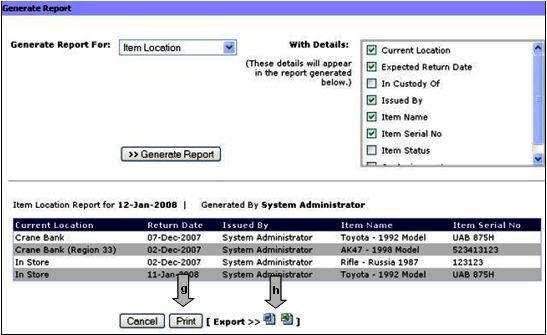 Generate Report
Generate Report For: Item Location With Details:
(These details will appear in the report generated below.)
Current Location
Expected Return Date
In Custody Of
Issued By
Item Name
Item Serial No
Item Status
>> Generate Report
Item Location Report for 12-Jan-2008 | Generated By System Administrator
Current Location Return Date Issued By Item Name Item Serial No
Crane Bank 07-Dec-2007 System Administrator Toyota - 1992 Model UAB 875H
Crane Bank (Region 33) 02-Dec-2007 System Administrator AK47 - 1998 Model 523413123
In Store 02-Dec-2007 System Administrator Rifle - Russia 1987 123123
In Store 11-Jan-2008 System Administrator Toyota - 1992 Model UAB 875H
g h
Cancel Print [ Export >> ]